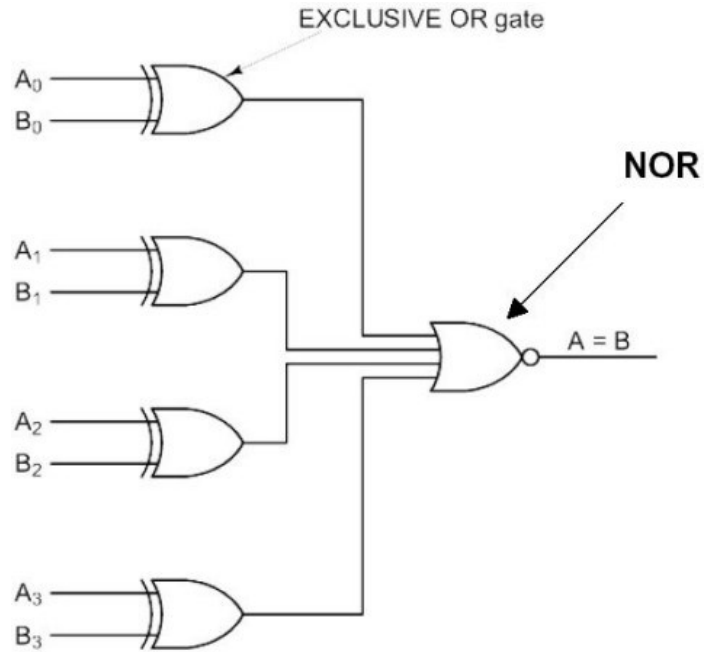 EXCLUSIVE OR gate
A₀
B₀
NOR
A₁
B₁
A = B
A₂
B₂
A₃
B₃